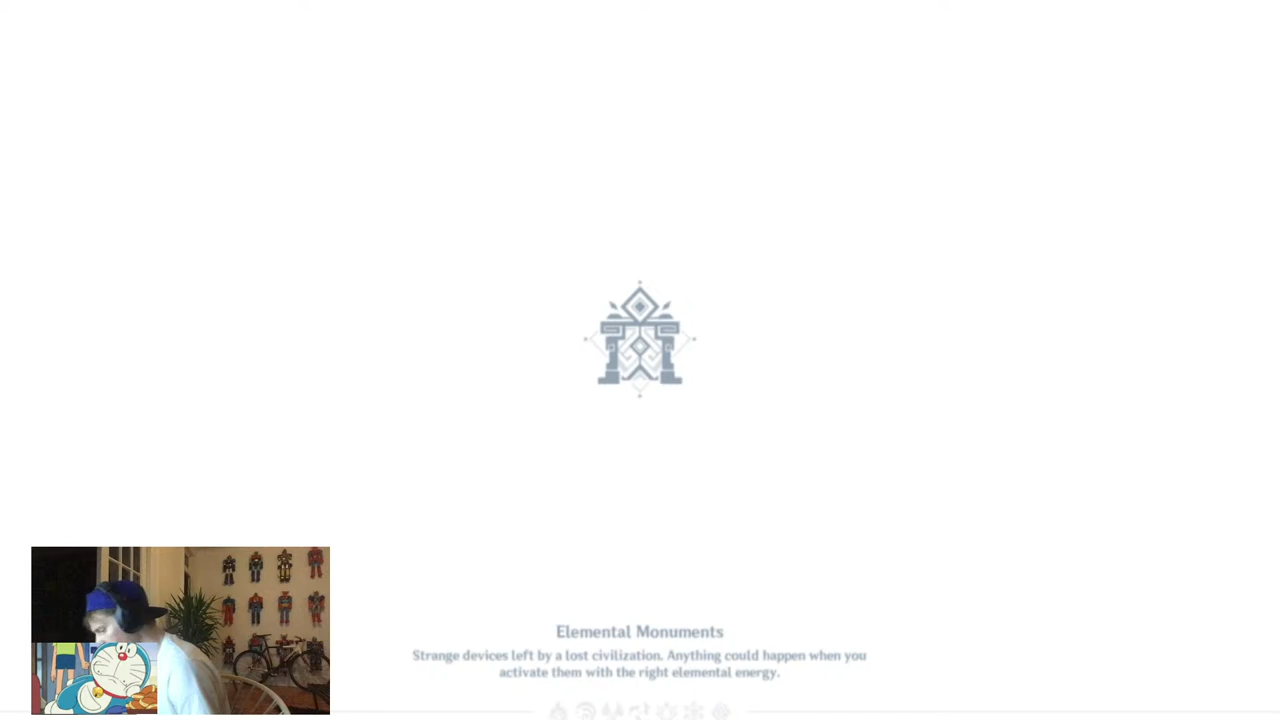 Elemental Monuments
Strange devices left by a lost civilization. Anything could happen when you
activate them with the right elemental energy.